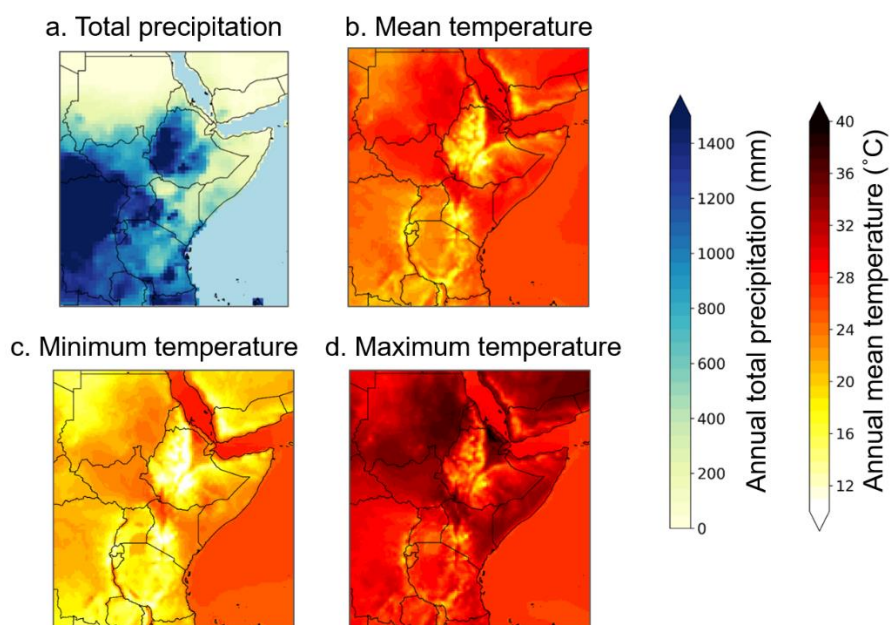 a. Total precipitation
b. Mean temperature
c. Minimum temperature
d. Maximum temperature
1400
1200
1000
800
600
400
200
0
Annual total precipitation (mm)
40
36
32
28
24
20
16
12
Annual mean temperature (°C)